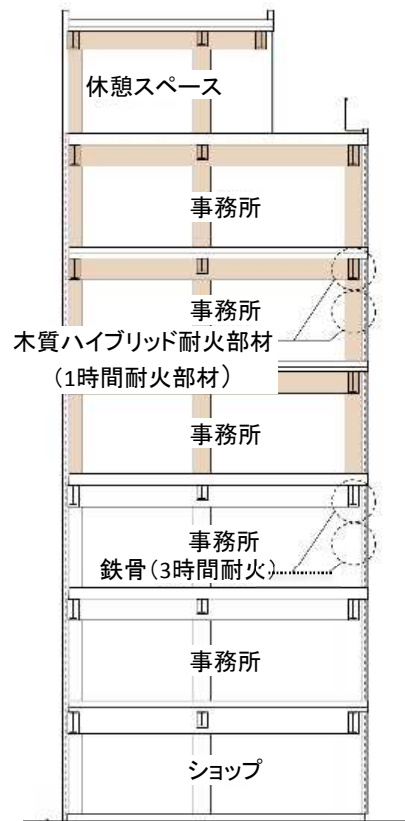 休憩スペース
事務所
事務所
木質ハイブリッド耐火部材
（1時間耐火部材）
事務所
事務所
鉄骨（3時間耐火）
事務所
ショップ